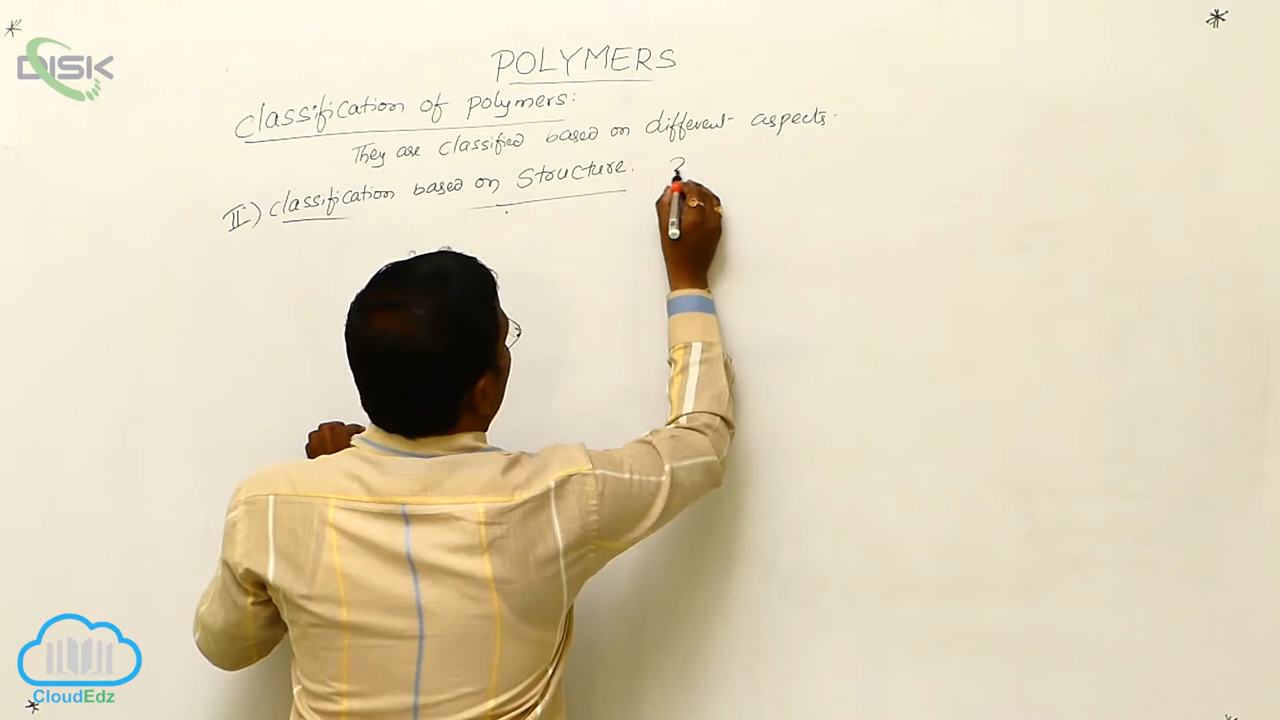 DISK
POLYMERS
Classification of polymers:
They are classified based on different aspects.
II) Classification based on Structure:
CloudEdz